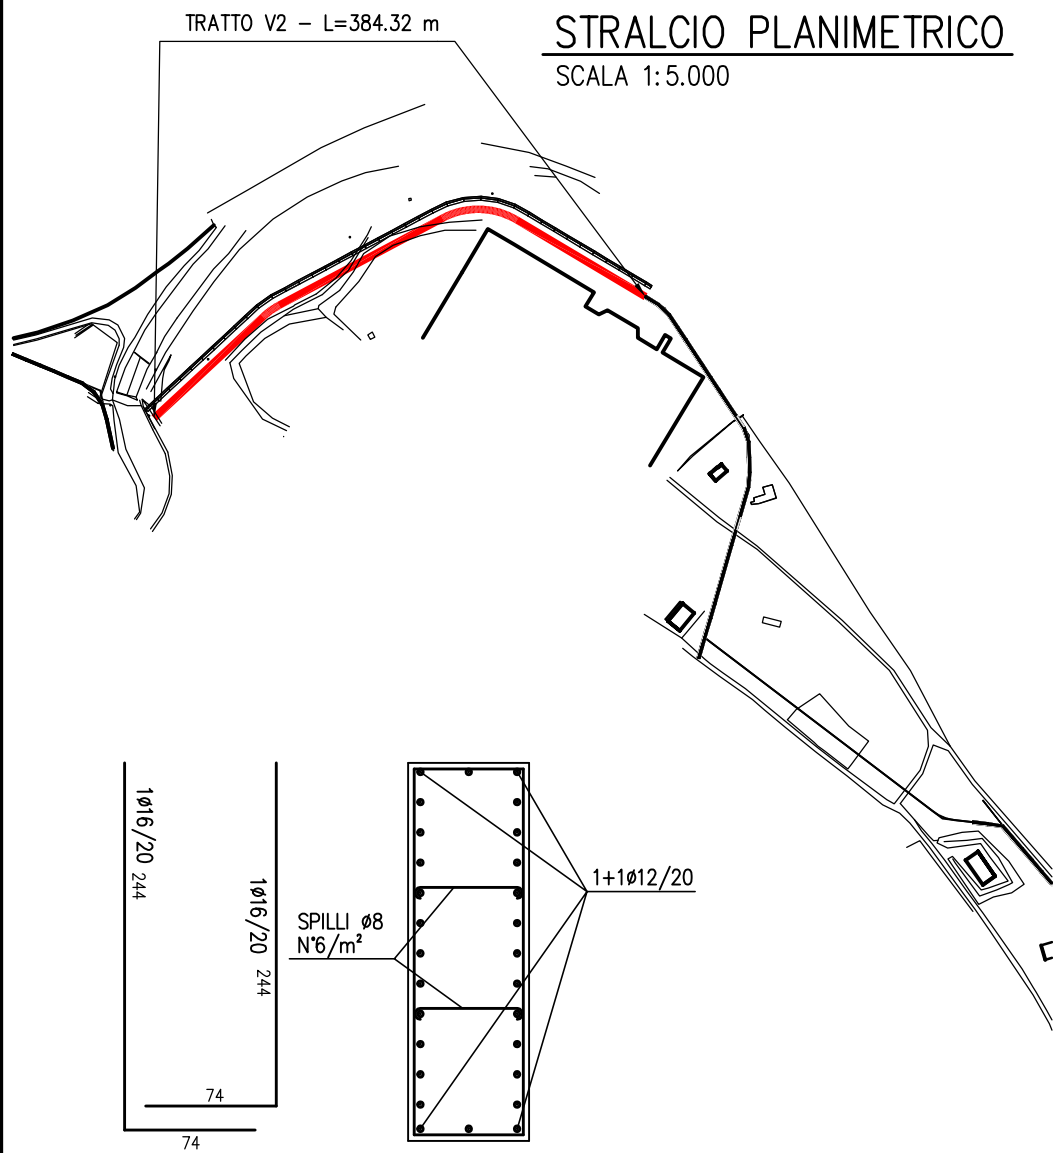 TRATTO V2 – L=384.32 m
STRALCIO PLANIMETRICO
SCALA 1:5.000
1ø16/20
244
1ø16/20
244
74
74
SPILLI ø8
N°6/m²
1+1ø12/20